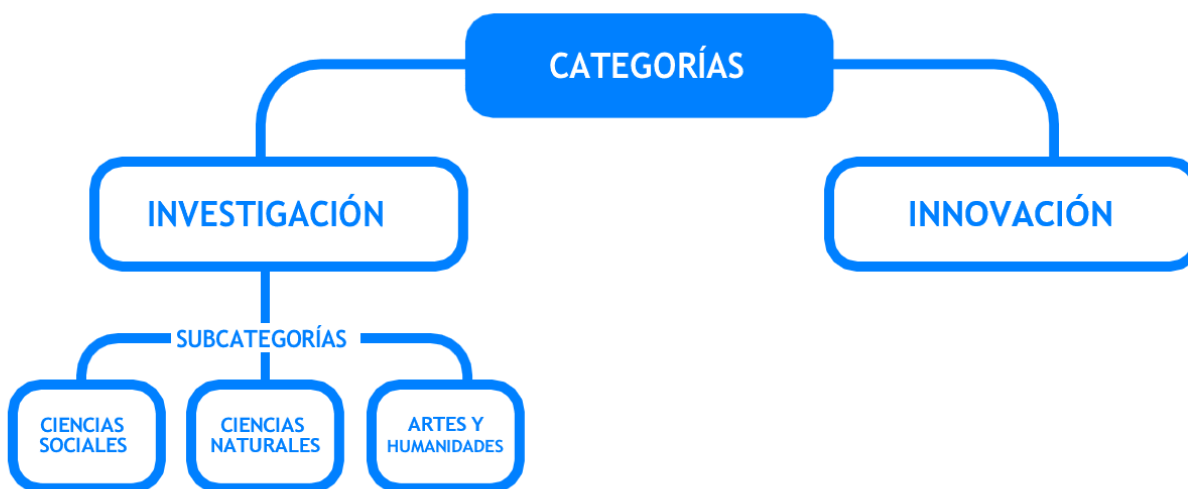 CATEGORÍAS
INVESTIGACIÓN
INNOVACIÓN
SUBCATEGORÍAS
CIENCIAS
SOCIALES
CIENCIAS
NATURALES
ARTES Y
HUMANIDADES